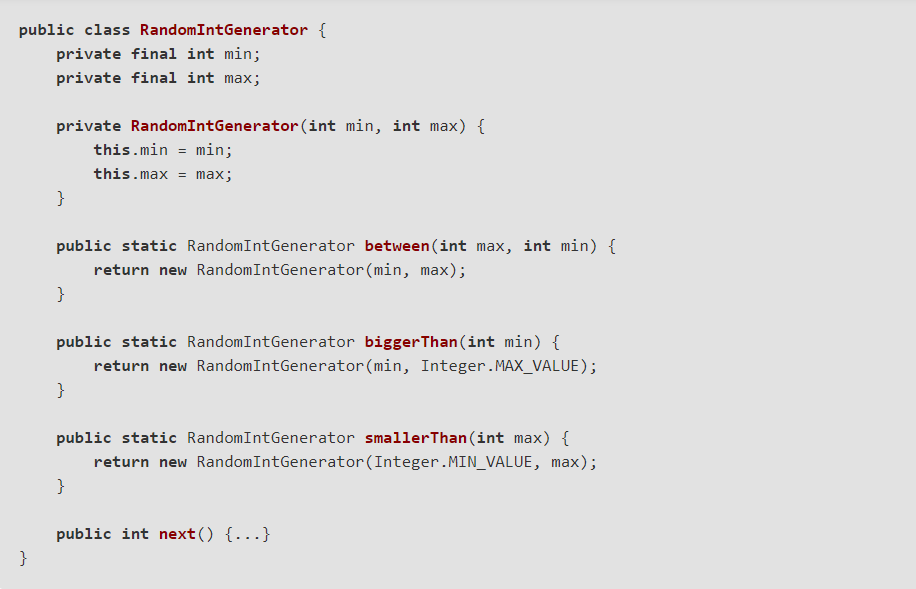 public class RandomIntGenerator {
    private final int min;
    private final int max;

    private RandomIntGenerator(int min, int max) {
        this.min = min;
        this.max = max;
    }

    public static RandomIntGenerator between(int max, int min) {
        return new RandomIntGenerator(min, max);
    }

    public static RandomIntGenerator biggerThan(int min) {
        return new RandomIntGenerator(min, Integer.MAX_VALUE);
    }

    public static RandomIntGenerator smallerThan(int max) {
        return new RandomIntGenerator(Integer.MIN_VALUE, max);
    }

    public int next() {...}
}